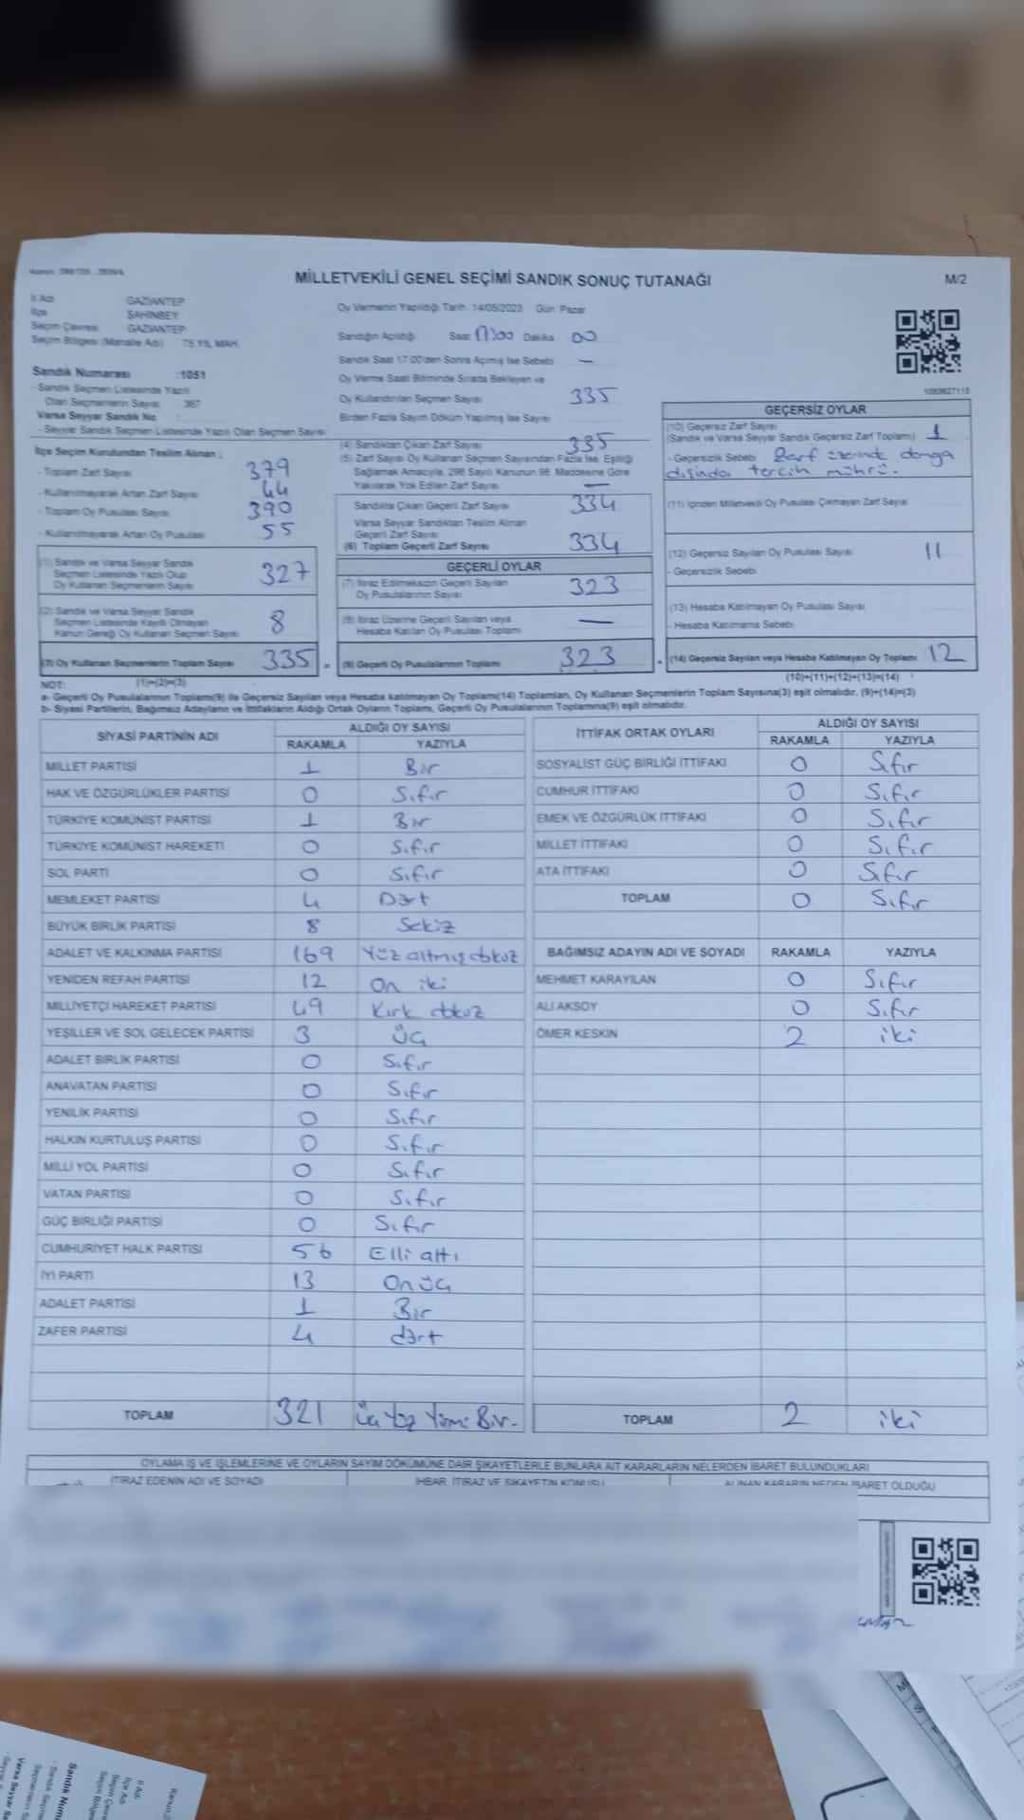 MİLLETVEKİLİ GENEL SEÇİMİ SANDIK SONUÇ TUTANAĞI
M/2
İl Adı GAZİANTEP
İlçe ŞAHİNBEY
Seçim Çevresi GAZİANTEP
Seçim Bölgesi (Mahalle Adı) 75.YIL MAH.
Sandık Numarası :1051
- Sandık Seçmen Listesinde Yazılı
Olan Seçmenlerin Sayısı 367
Varsa Seyyar Sandık No
- Seyyar Sandık Seçmen Listesinde Yazılı Olan Seçmen Sayısı
İlçe Seçim Kurulundan Teslim Alınan :
- Toplam Zarf Sayısı 379
- Kullanılmayarak Artan Zarf Sayısı 44
- Toplam Oy Pusulası Sayısı 390
- Kullanılmayarak Artan Oy Pusulası 55
(1) Sandık ve Varsa Seyyar Sandık
Seçmen Listesinde Yazılı Olup
Oy Kullanan Seçmenlerin Sayısı 327
(2) Sandık ve Varsa Seyyar Sandık
Seçmen Listesinde Kayıtlı Olmayan
Kanun Gereği Oy Kullanan Seçmen Sayısı 8
(3) Oy Kullanan Seçmenlerin Toplam Sayısı 335
(1)+(2)=(3)
Oy Vermenin Yapıldığı Tarih 14/05/2023 Gün Pazar
Sandığın Açıldığı Saat 17:00 Dakika 00
Sandık Saat 17.00'den Sonra Açılmış İse Sebebi —
Oy Verme Saati Bitiminde Sırada Bekleyen ve
Oy Kullandırılan Seçmen Sayısı 335
Birden Fazla Sayım Döküm Yapılmış İse Sayısı
(4) Sandıktan Çıkan Zarf Sayısı 335
(5) Zarf Sayısı Oy Kullanan Seçmen Sayısından Fazla İse, Eşitliği
Sağlamak Amacıyla, 298 Sayılı Kanunun 98. Maddesine Göre
Yakılarak Yok Edilen Zarf Sayısı —
Sandıkta Çıkan Geçerli Zarf Sayısı 334
Varsa Seyyar Sandıktan Teslim Alınan
Geçerli Zarf Sayısı
(6) Toplam Geçerli Zarf Sayısı 334
GEÇERLİ OYLAR
(7) İtiraz Edilmeksizin Geçerli Sayılan
Oy Pusulalarının Sayısı 323
(8) İtiraz Üzerine Geçerli Sayılan veya
Hesaba Katılan Oy Pusulaları Toplamı —
(9) Geçerli Oy Pusulalarının Toplamı 323
GEÇERSİZ OYLAR
(10) Geçersiz Zarf Sayısı
(Sandık ve Varsa Seyyar Sandık Geçersiz Zarf Toplamı) 1
- Geçersizlik Sebebi Zarf üzerinde damga
dışında tercih mührü.
(11) İçinden Milletvekili Oy Pusulası Çıkmayan Zarf Sayısı
(12) Geçersiz Sayılan Oy Pusulası Sayısı 11
- Geçersizlik Sebebi
(13) Hesaba Katılmayan Oy Pusulası Sayısı
- Hesaba Katılmama Sebebi
(14) Geçersiz Sayılan veya Hesaba Katılmayan Oy Toplamı 12
(10)+(11)+(12)+(13)=(14)
NOT:
a- Geçerli Oy Pusulalarının Toplamı(9) ile Geçersiz Sayılan veya Hesaba katılmayan Oy Toplamı(14) Toplamları, Oy Kullanan Seçmenlerin Toplam Sayısına(3) eşit olmalıdır. (9)+(14)=(3)
b- Siyasi Partilerin, Bağımsız Adayların ve İttifakların Aldığı Ortak Oyların Toplamı, Geçerli Oy Pusulalarının Toplamına(9) eşit olmalıdır.
SİYASİ PARTİNİN ADI ALDIĞI OY SAYISI
RAKAMLA YAZIYLA
MİLLET PARTİSİ 1 Bir
HAK VE ÖZGÜRLÜKLER PARTİSİ 0 Sıfır
TÜRKİYE KOMÜNİST PARTİSİ 1 Bir
TÜRKİYE KOMÜNİST HAREKETİ 0 Sıfır
SOL PARTİ 0 Sıfır
MEMLEKET PARTİSİ 4 Dört
BÜYÜK BİRLİK PARTİSİ 8 Sekiz
ADALET VE KALKINMA PARTİSİ 169 Yüz altmış dokuz
YENİDEN REFAH PARTİSİ 12 On iki
MİLLİYETÇİ HAREKET PARTİSİ 49 Kırk dokuz
YEŞİLLER VE SOL GELECEK PARTİSİ 3 Üç
ADALET BİRLİK PARTİSİ 0 Sıfır
ANAVATAN PARTİSİ 0 Sıfır
YENİLİK PARTİSİ 0 Sıfır
HALKIN KURTULUŞ PARTİSİ 0 Sıfır
MİLLİ YOL PARTİSİ 0 Sıfır
VATAN PARTİSİ 0 Sıfır
GÜÇ BİRLİĞİ PARTİSİ 0 Sıfır
CUMHURİYET HALK PARTİSİ 56 Elli altı
İYİ PARTİ 13 On üç
ADALET PARTİSİ 1 Bir
ZAFER PARTİSİ 4 dört
TOPLAM 321 Üç Yüz Yirmi Bir.
İTTİFAK ORTAK OYLARI ALDIĞI OY SAYISI
RAKAMLA YAZIYLA
SOSYALİST GÜÇ BİRLİĞİ İTTİFAKI 0 Sıfır
CUMHUR İTTİFAKI 0 Sıfır
EMEK VE ÖZGÜRLÜK İTTİFAKI 0 Sıfır
MİLLET İTTİFAKI 0 Sıfır
ATA İTTİFAKI 0 Sıfır
TOPLAM 0 Sıfır
BAĞIMSIZ ADAYIN ADI VE SOYADI RAKAMLA YAZIYLA
MEHMET KARAYILAN 0 Sıfır
ALİ AKSOY 0 Sıfır
ÖMER KESKİN 2 iki
TOPLAM 2 iki
OYLAMA İŞ VE İŞLEMLERİNE VE OYLARIN SAYIM DÖKÜMÜNE DAİR ŞİKAYETLERLE BUNLARA AİT KARARLARIN NELERDEN İBARET BULUNDUKLARI
İTİRAZ EDENİN ADI VE SOYADI İHBAR, İTİRAZ VE ŞİKAYETİN KONUSU ALINAN KARARIN NEDEN İBARET OLDUĞU